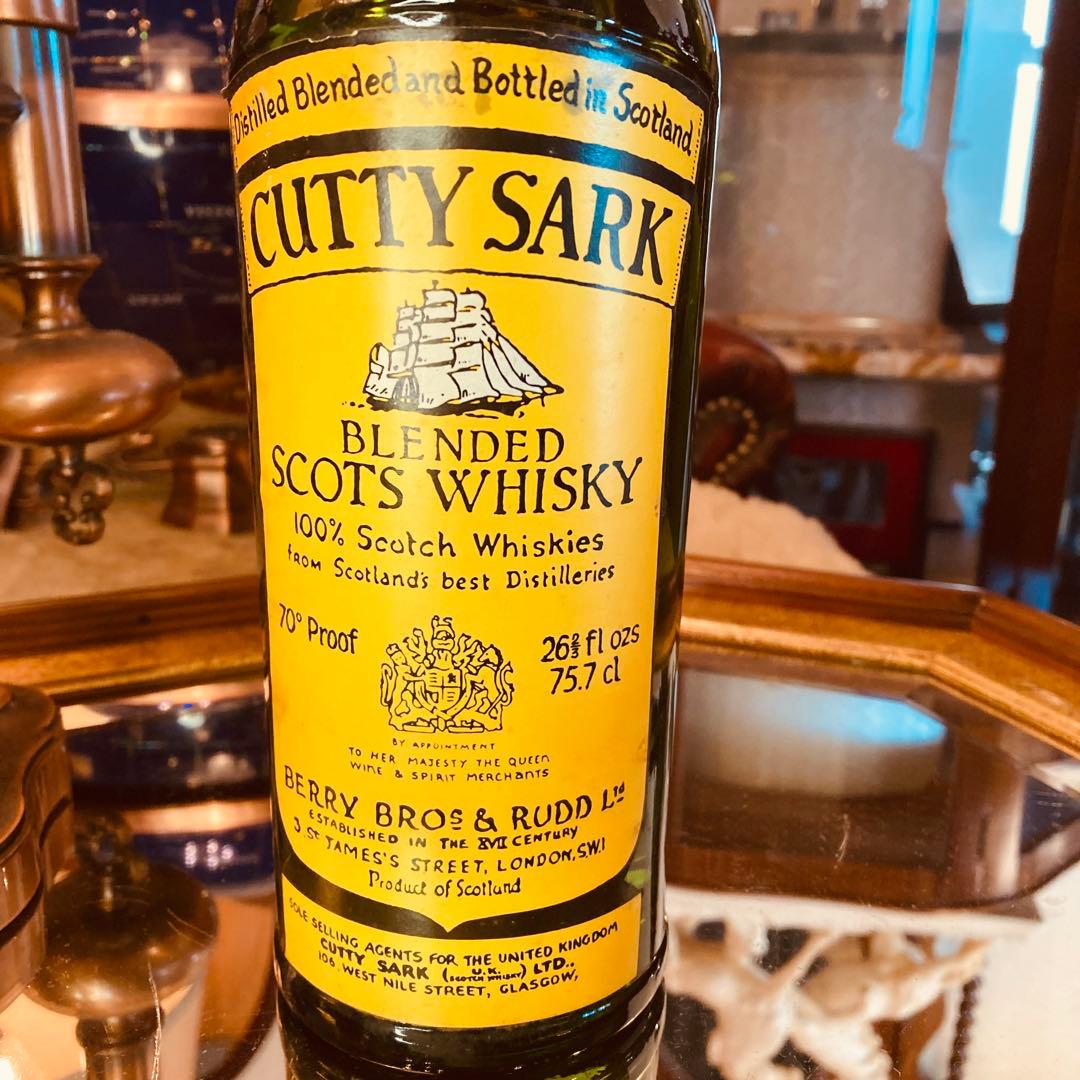 Distilled Blended and Bottled in Scotland
CUTTY SARK
BLENDED
SCOTS WHISKY
100% Scotch Whiskies
from Scotland's best Distilleries
70° Proof
26⅔ fl ozs
75.7 cl
BY APPOINTMENT
TO HER MAJESTY THE QUEEN
WINE & SPIRIT MERCHANTS
BERRY BROS & RUDD LTD
ESTABLISHED IN THE XVII CENTURY
3, ST JAMES'S STREET, LONDON, S.W.1
Product of Scotland
SOLE SELLING AGENTS FOR THE UNITED KINGDOM
CUTTY SARK (U.K. SCOTCH WHISKY) LTD.,
106, WEST NILE STREET, GLASGOW,